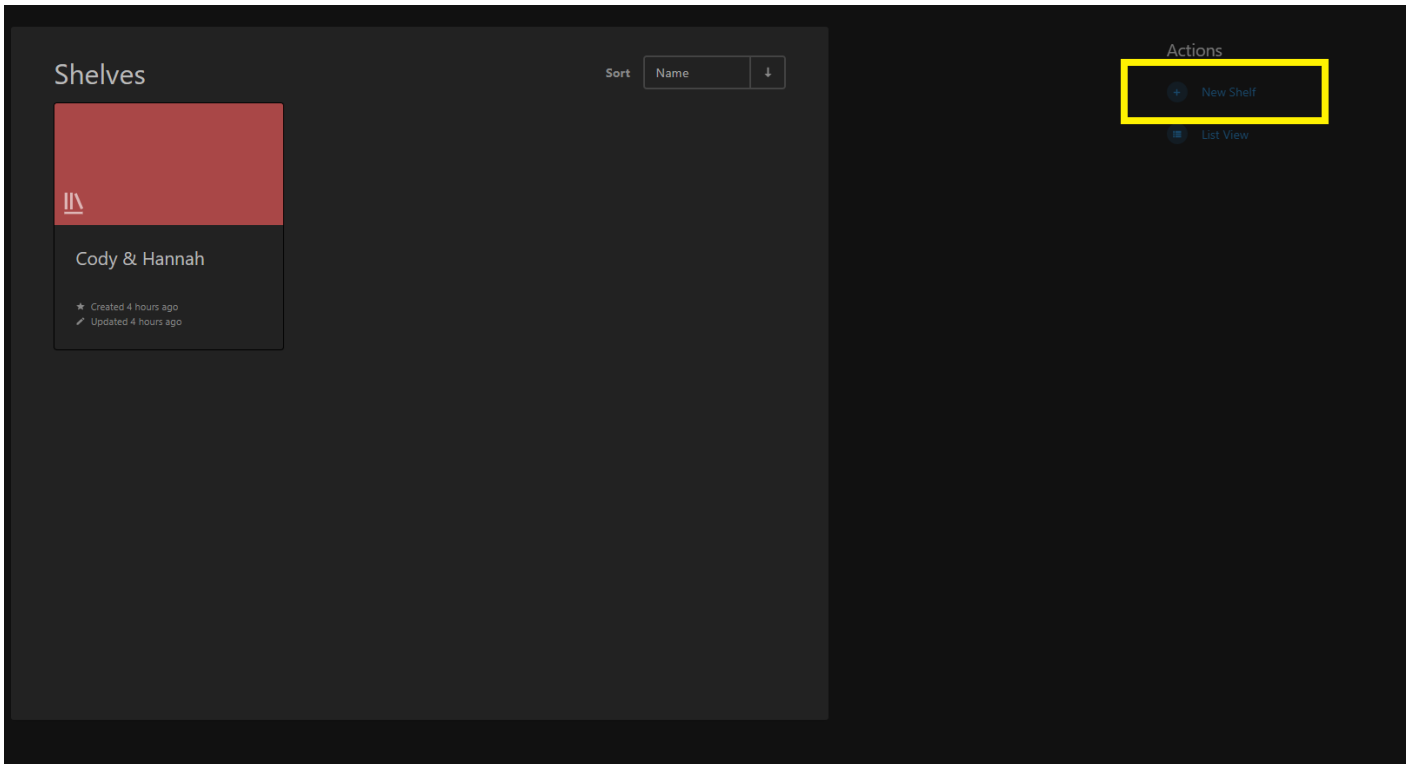 Shelves
Sort Name
Cody & Hannah
Created 4 hours ago
Updated 4 hours ago
Actions
New Shelf
List View